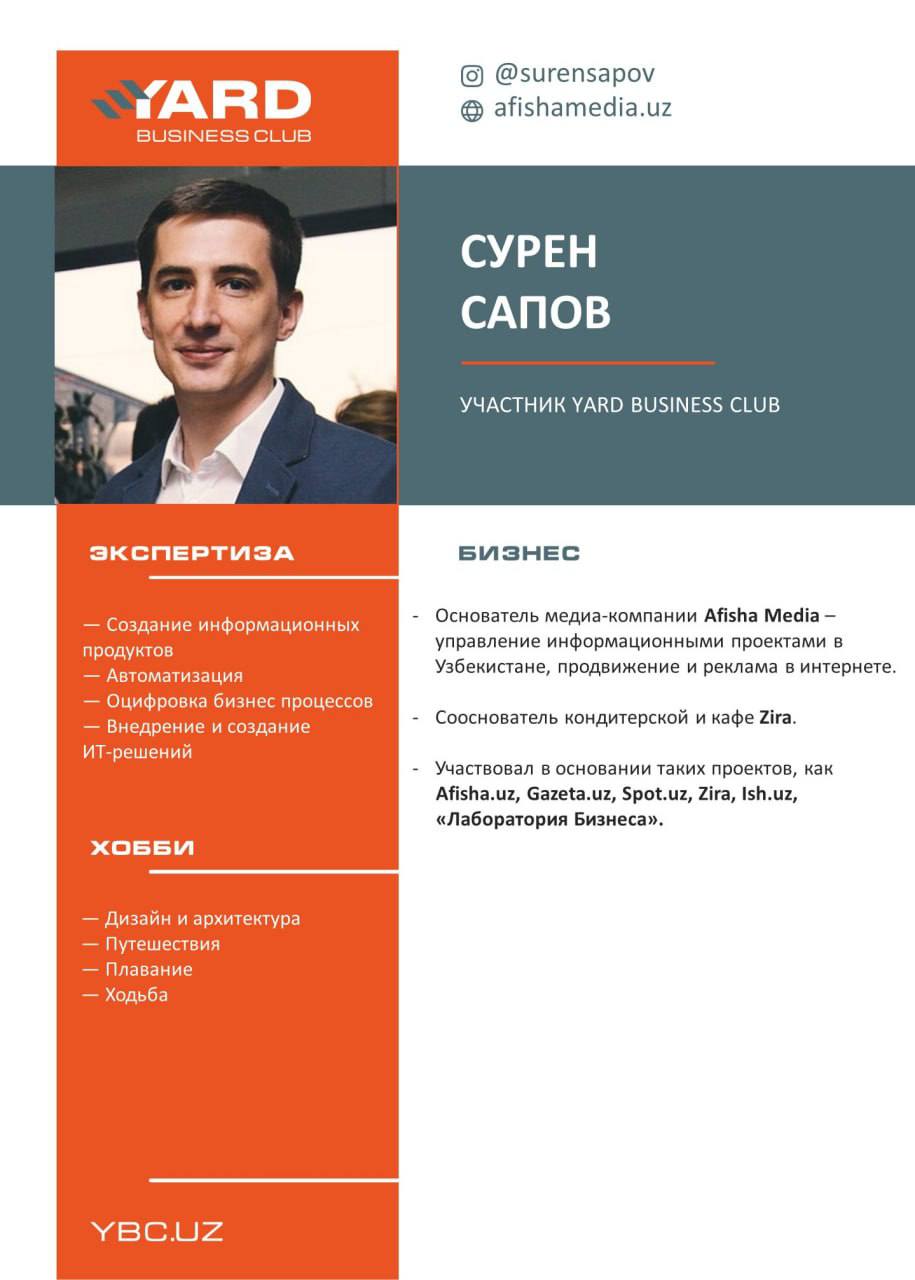 YARD
BUSINESS CLUB
@surensapov
afishamedia.uz
СУРЕН
САПОВ
УЧАСТНИК YARD BUSINESS CLUB
ЭКСПЕРТИЗА
— Создание информационных
продуктов
— Автоматизация
— Оцифровка бизнес процессов
— Внедрение и создание
ИТ-решений
ХОББИ
— Дизайн и архитектура
— Путешествия
— Плавание
— Ходьба
YBC.UZ
БИЗНЕС
- Основатель медиа-компании Afisha Media –
управление информационными проектами в
Узбекистане, продвижение и реклама в интернете.
- Сооснователь кондитерской и кафе Zira.
- Участвовал в основании таких проектов, как
Afisha.uz, Gazeta.uz, Spot.uz, Zira, Ish.uz,
«Лаборатория Бизнеса».